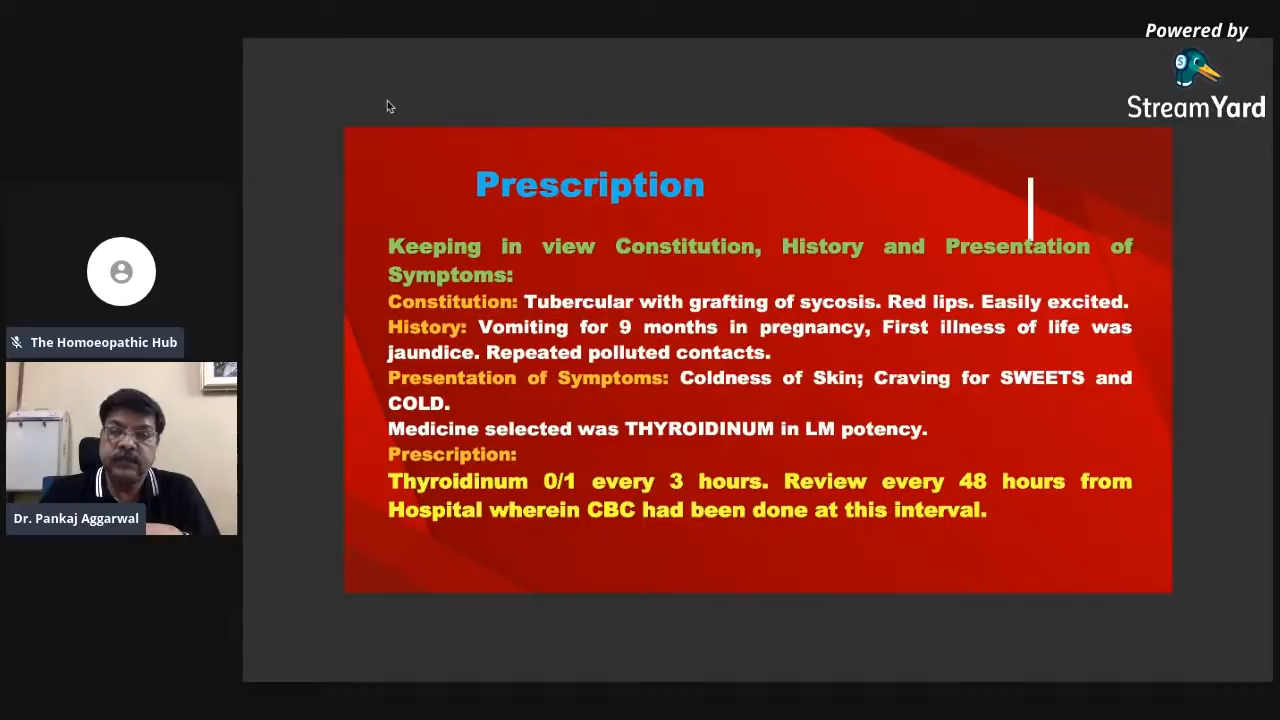 Powered by
StreamYard
Prescription
Keeping in view Constitution, History and Presentation of
Symptoms:
Constitution: Tubercular with grafting of sycosis. Red lips. Easily excited.
History: Vomiting for 9 months in pregnancy, First illness of life was
jaundice. Repeated polluted contacts.
Presentation of Symptoms: Coldness of Skin; Craving for SWEETS and
COLD.
Medicine selected was THYROIDINUM in LM potency.
Prescription:
Thyroidinum 0/1 every 3 hours. Review every 48 hours from
Hospital wherein CBC had been done at this interval.
The Homoeopathic Hub
Dr. Pankaj Aggarwal